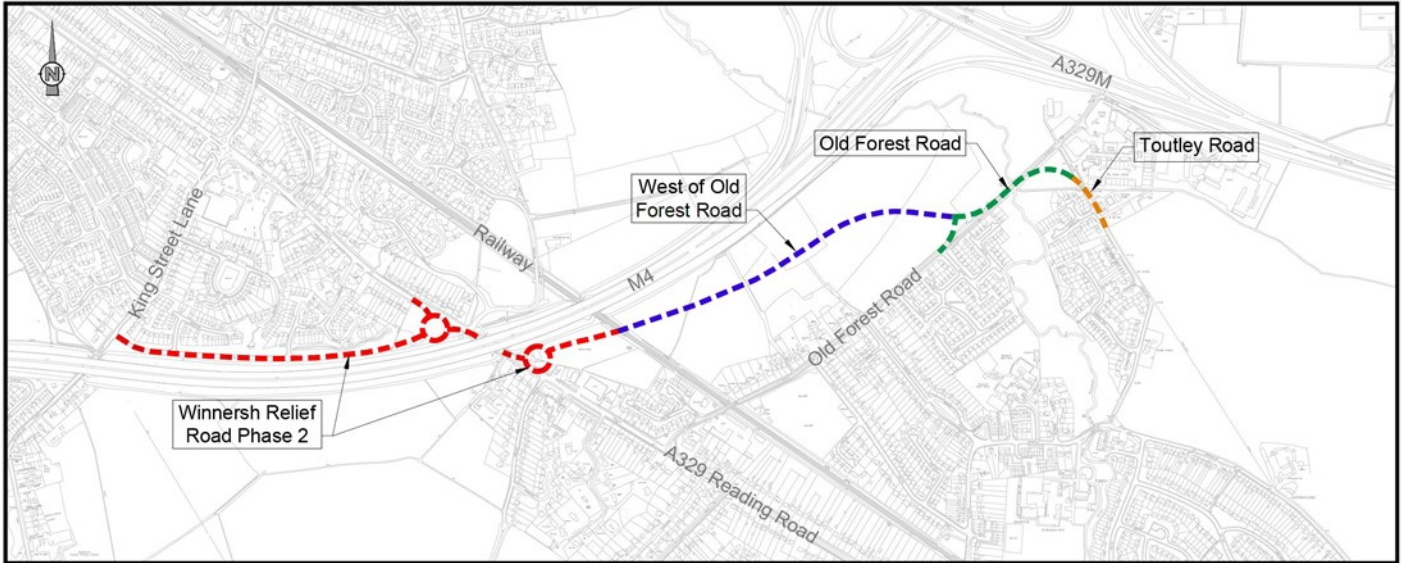 N
A329M
Old Forest Road
Toutley Road
West of Old
Forest Road
King Street Lane
Railway
M4
Old Forest Road
Winnersh Relief
Road Phase 2
A329 Reading Road